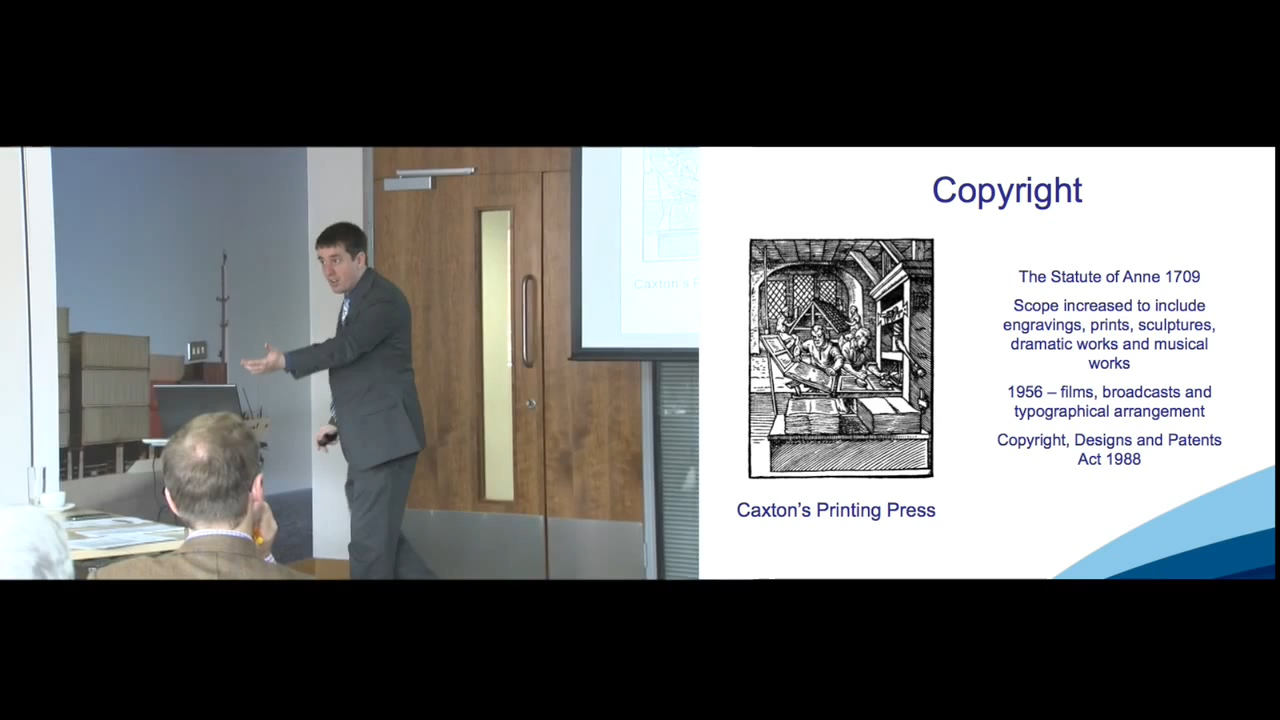 Copyright
The Statute of Anne 1709
Scope increased to include
engravings, prints, sculptures,
dramatic works and musical
works
1956 – films, broadcasts and
typographical arrangement
Copyright, Designs and Patents
Act 1988
Caxton's Printing Press
Caxton's